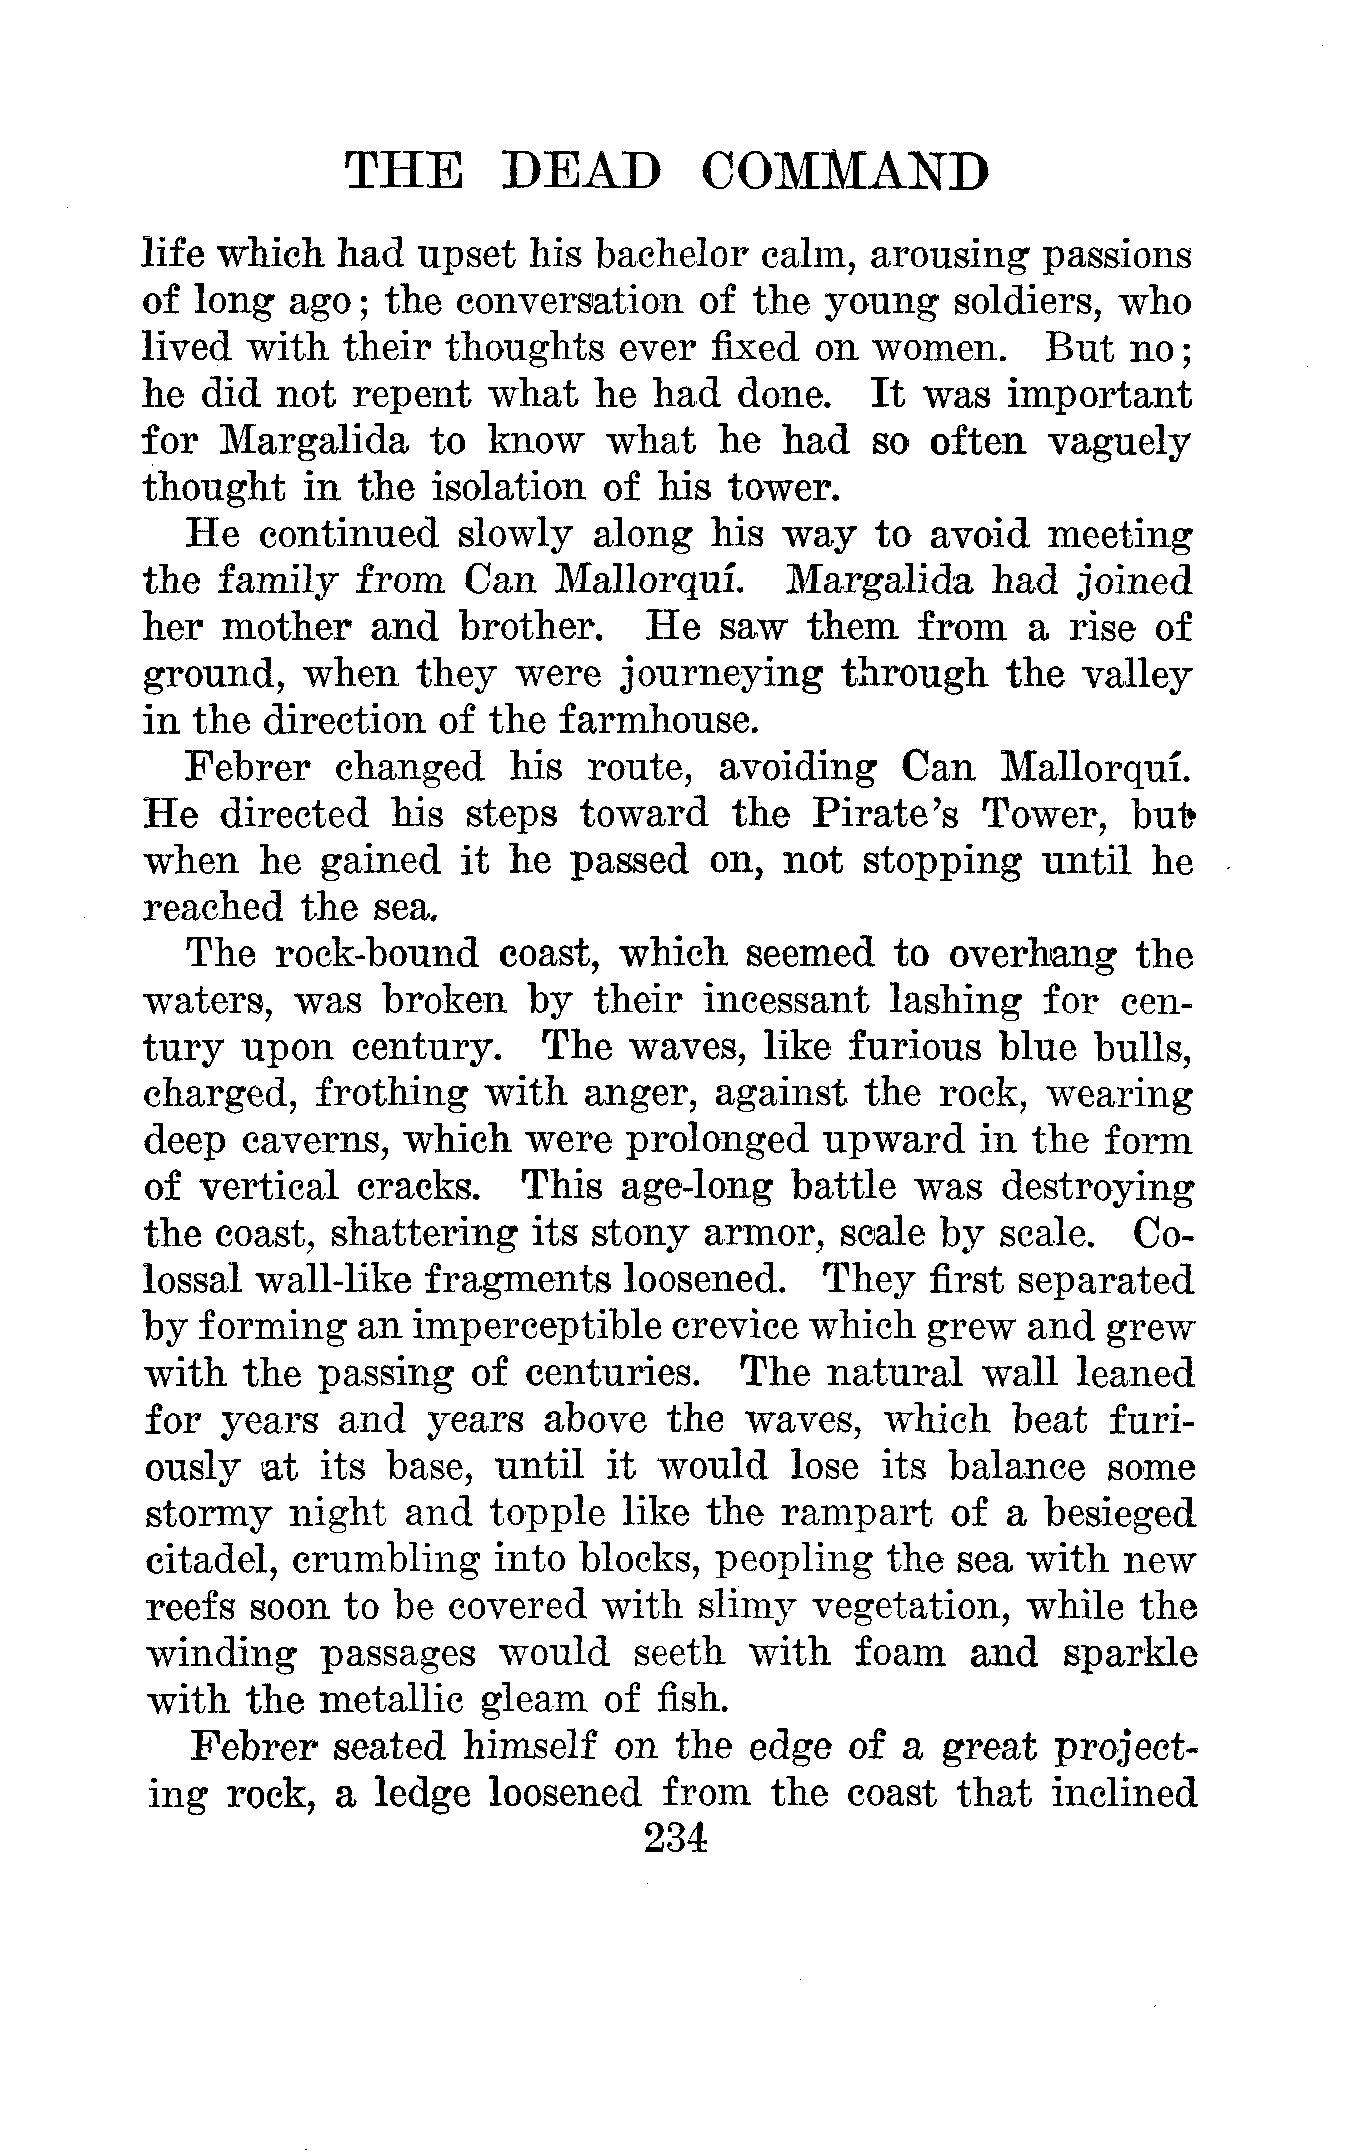 THE DEAD COMMAND
life which had upset his bachelor calm, arousing passions
of long ago; the conversation of the young soldiers, who
lived with their thoughts ever fixed on women. But no;
he did not repent what he had done. It was important
for Margalida to know what he had so often vaguely
thought in the isolation of his tower.
He continued slowly along his way to avoid meeting
the family from Can Mallorquí. Margalida had joined
her mother and brother. He saw them from a rise of
ground, when they were journeying through the valley
in the direction of the farmhouse.
Febrer changed his route, avoiding Can Mallorquí.
He directed his steps toward the Pirate's Tower, but
when he gained it he passed on, not stopping until he
reached the sea.
The rock-bound coast, which seemed to overhang the
waters, was broken by their incessant lashing for cen-
tury upon century. The waves, like furious blue bulls,
charged, frothing with anger, against the rock, wearing
deep caverns, which were prolonged upward in the form
of vertical cracks. This age-long battle was destroying
the coast, shattering its stony armor, scale by scale. Co-
lossal wall-like fragments loosened. They first separated
by forming an imperceptible crevice which grew and grew
with the passing of centuries. The natural wall leaned
for years and years above the waves, which beat furi-
ously at its base, until it would lose its balance some
stormy night and topple like the rampart of a besieged
citadel, crumbling into blocks, peopling the sea with new
reefs soon to be covered with slimy vegetation, while the
winding passages would seeth with foam and sparkle
with the metallic gleam of fish.
Febrer seated himself on the edge of a great project-
ing rock, a ledge loosened from the coast that inclined
234